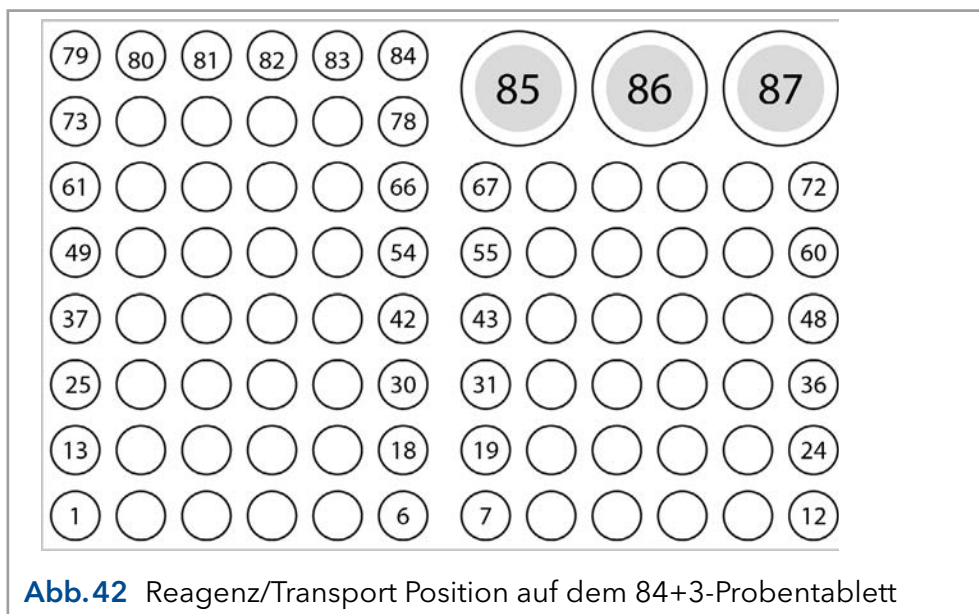 79 80 81 82 83 84 85 86 87
73 78
61 66 67 72
49 54 55 60
37 42 43 48
25 30 31 36
13 18 19 24
1 6 7 12
Abb. 42 Reagenz/Transport Position auf dem 84+3-Probentablett